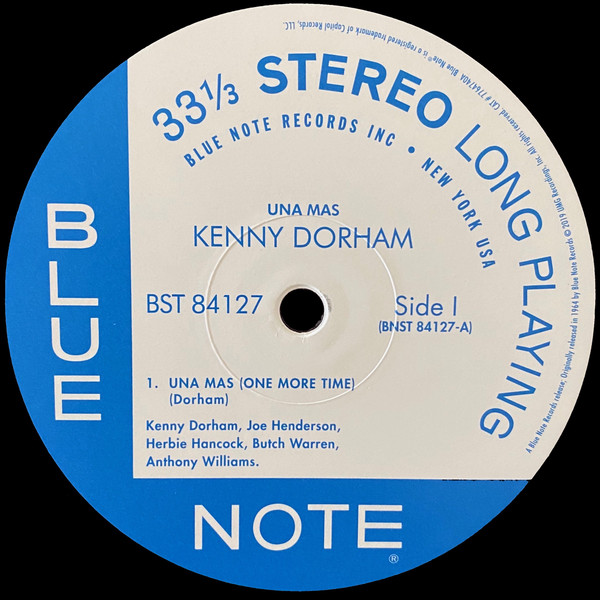 33⅓ STEREO LONG PLAYING
BLUE NOTE RECORDS INC • NEW YORK USA
UNA MAS
KENNY DORHAM
BST 84127
Side I
(BNST 84127-A)
1. UNA MAS (ONE MORE TIME)
(Dorham)
Kenny Dorham, Joe Henderson,
Herbie Hancock, Butch Warren,
Anthony Williams.
BLUE
NOTE
®
A Blue Note Records release; Originally released in 1964 by Blue Note Records © 2019 UMG Recordings, Inc. All rights reserved. CAT # 7764740A Blue Note® is a registered trademark of Capitol Records, LLC.